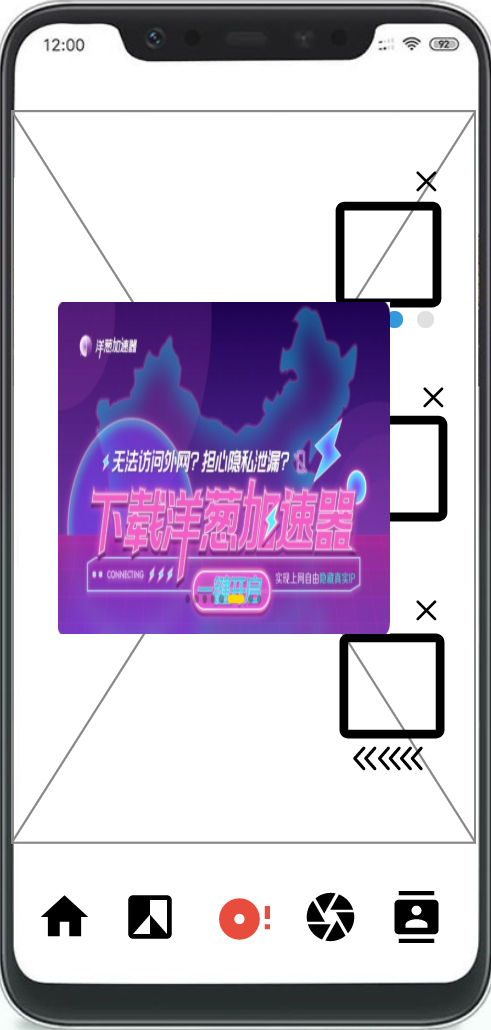 12:00
92
洋葱加速器
无法访问外网?担心隐私泄漏?
下载洋葱加速器
CONNECTING
一键开启
实现上网自由隐藏真实IP